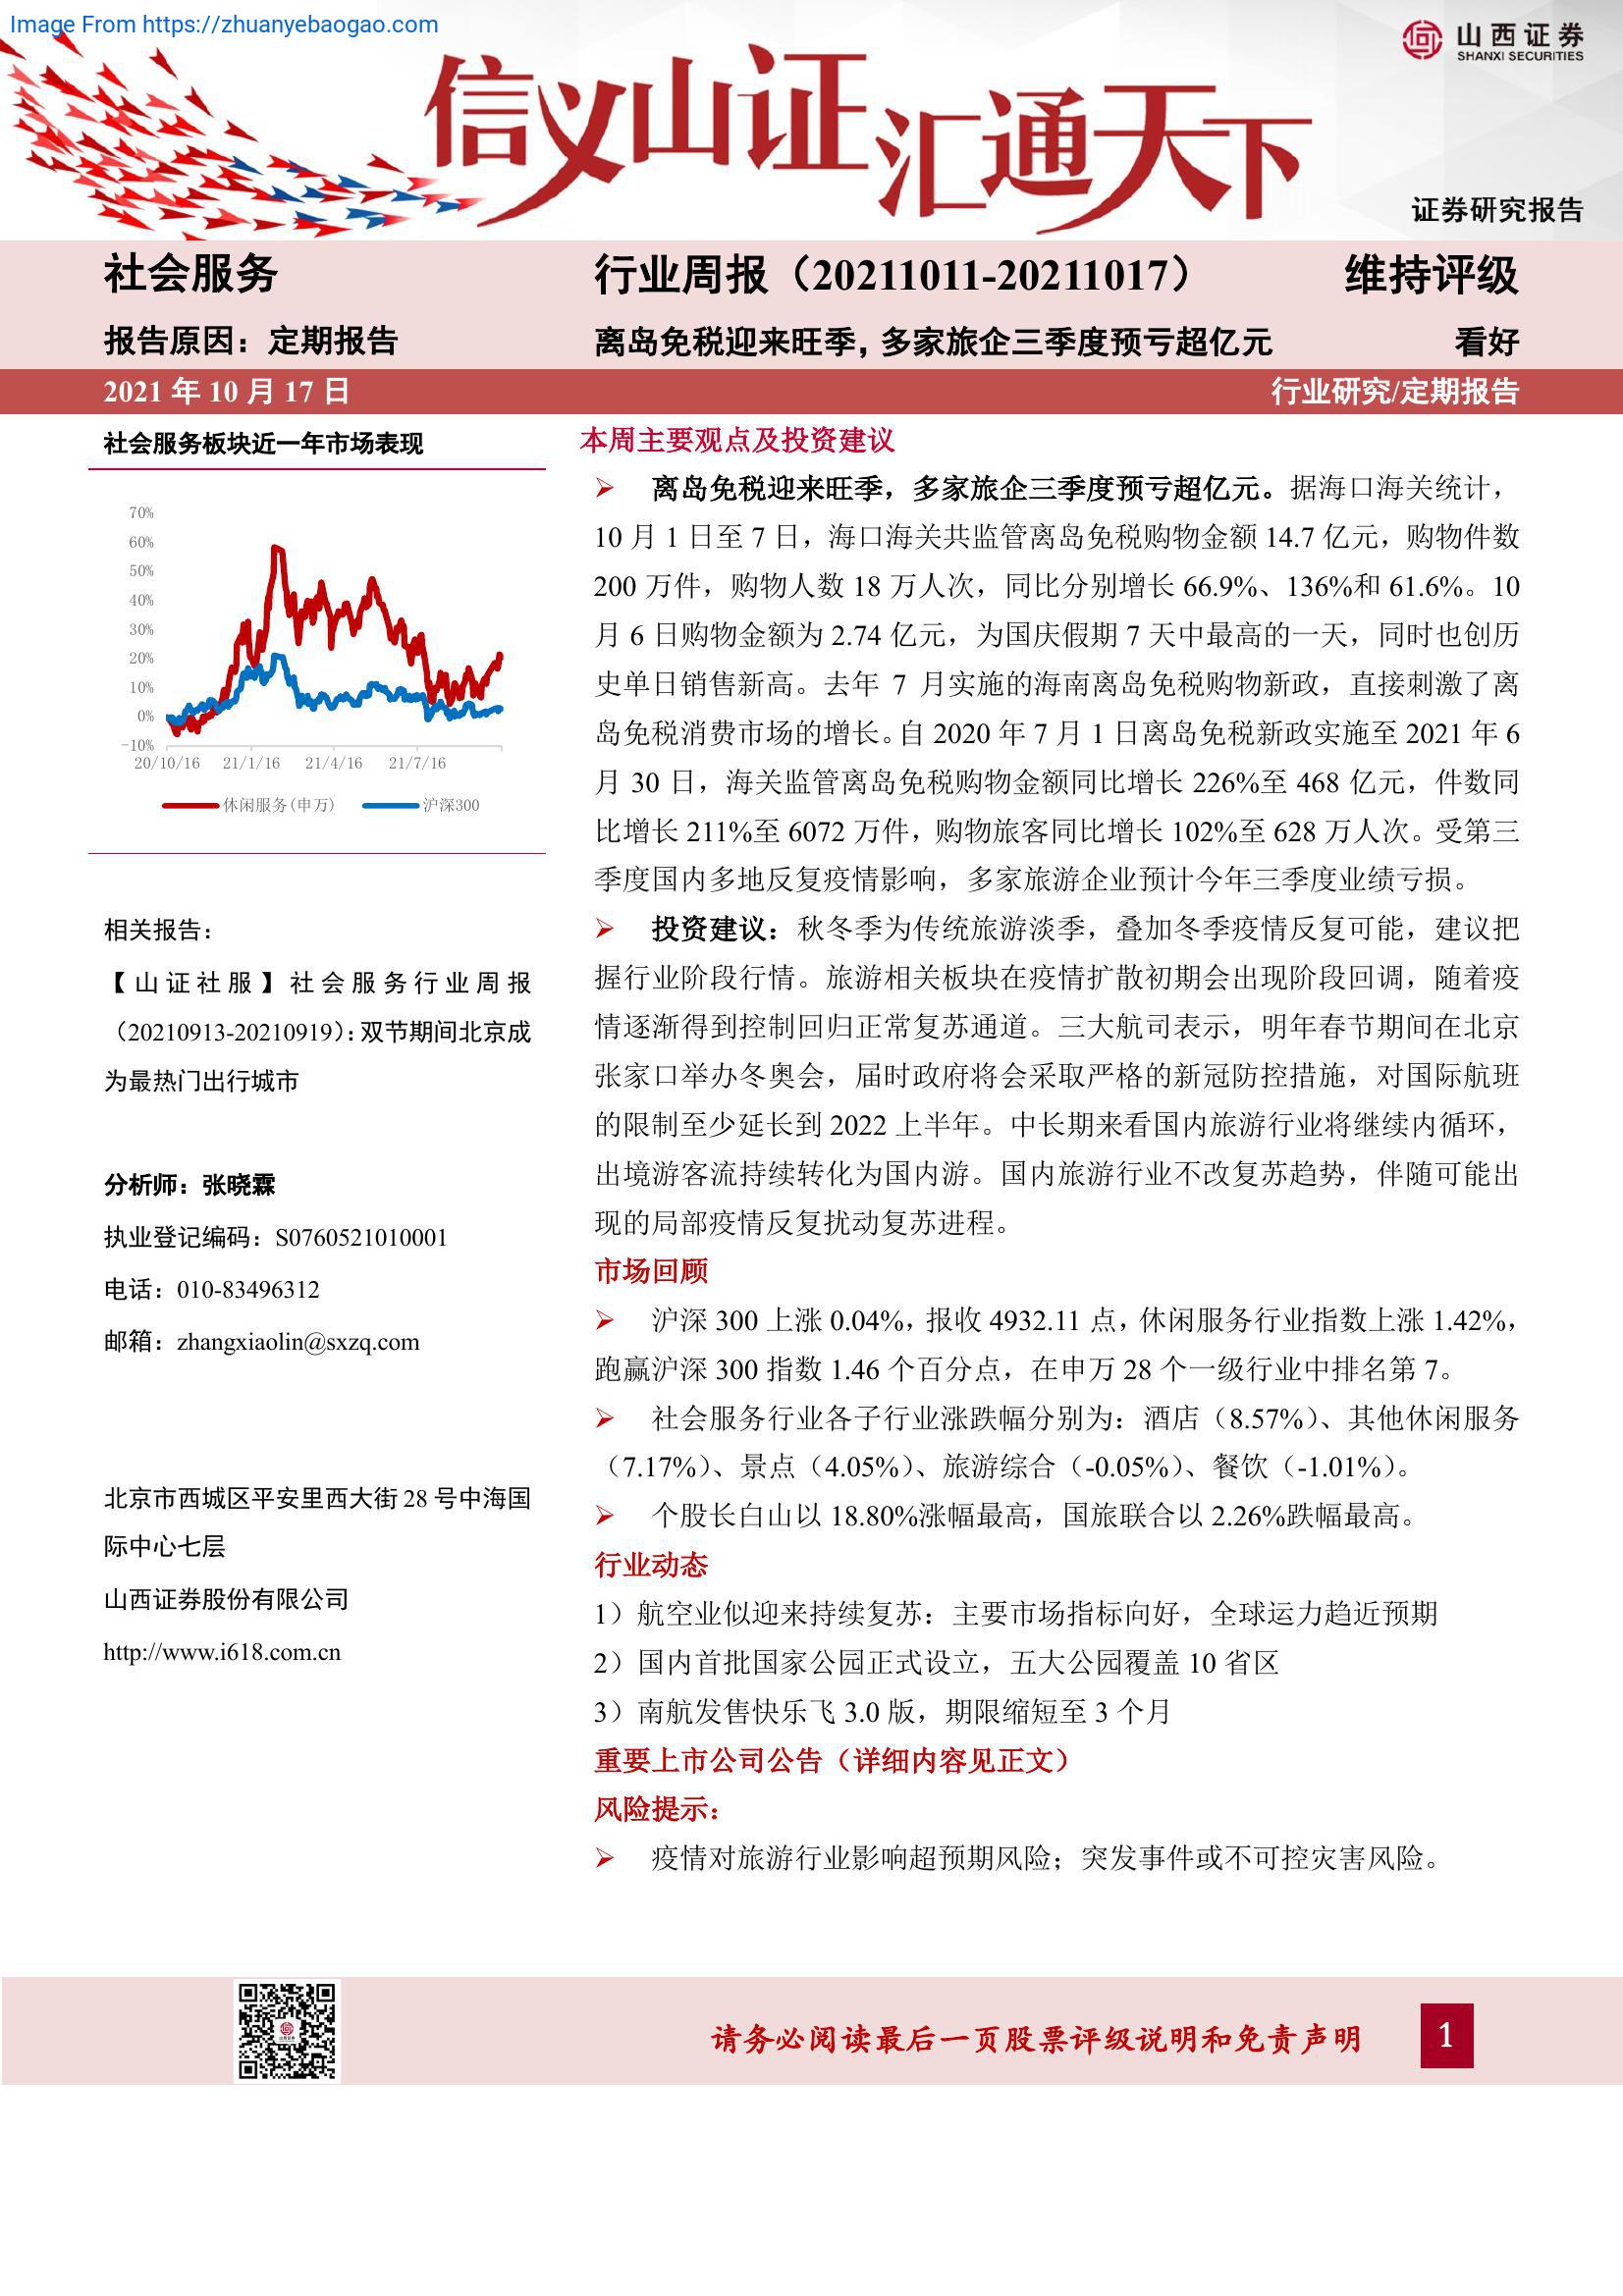 Image From https://zhuanyebaogao.com
信义山证汇通天下
山西证券
SHANXI SECURITIES
证券研究报告
社会服务
行业周报（20211011-20211017）
维持评级
报告原因：定期报告
离岛免税迎来旺季，多家旅企三季度预亏超亿元
看好
2021 年 10 月 17 日
行业研究/定期报告
社会服务板块近一年市场表现
70%
60%
50%
40%
30%
20%
10%
0%
-10%
20/10/16 21/1/16 21/4/16 21/7/16
休闲服务(申万) 沪深300
相关报告：
【山证社服】社会服务行业周报
（20210913-20210919）：双节期间北京成
为最热门出行城市
分析师：张晓霖
执业登记编码：S0760521010001
电话：010-83496312
邮箱：zhangxiaolin@sxzq.com
北京市西城区平安里西大街 28 号中海国
际中心七层
山西证券股份有限公司
http://www.i618.com.cn
本周主要观点及投资建议
➢ 离岛免税迎来旺季，多家旅企三季度预亏超亿元。据海口海关统计，
10 月 1 日至 7 日，海口海关共监管离岛免税购物金额 14.7 亿元，购物件数
200 万件，购物人数 18 万人次，同比分别增长 66.9%、136%和 61.6%。10
月 6 日购物金额为 2.74 亿元，为国庆假期 7 天中最高的一天，同时也创历
史单日销售新高。去年 7 月实施的海南离岛免税购物新政，直接刺激了离
岛免税消费市场的增长。自 2020 年 7 月 1 日离岛免税新政实施至 2021 年 6
月 30 日，海关监管离岛免税购物金额同比增长 226%至 468 亿元，件数同
比增长 211%至 6072 万件，购物旅客同比增长 102%至 628 万人次。受第三
季度国内多地反复疫情影响，多家旅游企业预计今年三季度业绩亏损。
➢ 投资建议：秋冬季为传统旅游淡季，叠加冬季疫情反复可能，建议把
握行业阶段行情。旅游相关板块在疫情扩散初期会出现阶段回调，随着疫
情逐渐得到控制回归正常复苏通道。三大航司表示，明年春节期间在北京
张家口举办冬奥会，届时政府将会采取严格的新冠防控措施，对国际航班
的限制至少延长到 2022 上半年。中长期来看国内旅游行业将继续内循环，
出境游客流持续转化为国内游。国内旅游行业不改复苏趋势，伴随可能出
现的局部疫情反复扰动复苏进程。
市场回顾
➢ 沪深 300 上涨 0.04%，报收 4932.11 点，休闲服务行业指数上涨 1.42%，
跑赢沪深 300 指数 1.46 个百分点，在申万 28 个一级行业中排名第 7。
➢ 社会服务行业各子行业涨跌幅分别为：酒店（8.57%）、其他休闲服务
（7.17%）、景点（4.05%）、旅游综合（-0.05%）、餐饮（-1.01%）。
➢ 个股长白山以 18.80%涨幅最高，国旅联合以 2.26%跌幅最高。
行业动态
1）航空业似迎来持续复苏：主要市场指标向好，全球运力趋近预期
2）国内首批国家公园正式设立，五大公园覆盖 10 省区
3）南航发售快乐飞 3.0 版，期限缩短至 3 个月
重要上市公司公告（详细内容见正文）
风险提示：
➢ 疫情对旅游行业影响超预期风险；突发事件或不可控灾害风险。
请务必阅读最后一页股票评级说明和免责声明
1